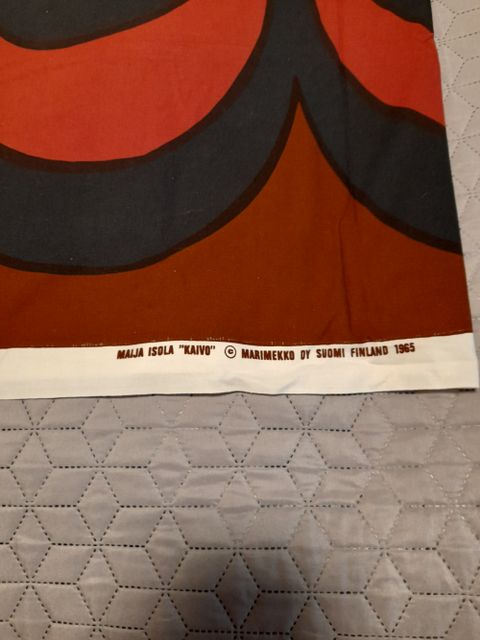 MAIJA ISOLA "KAIVO" © MARIMEKKO OY SUOMI FINLAND 1965